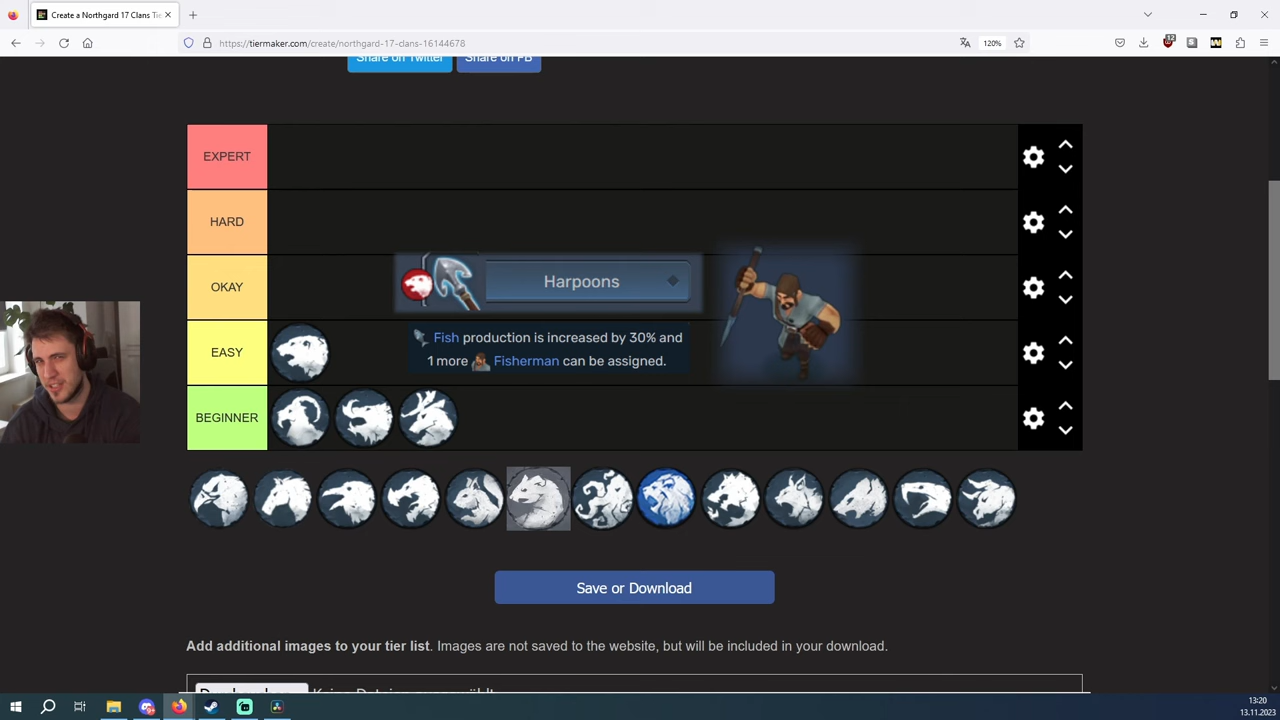 Create a Northgard 17 Clans Tie
https://tiermaker.com/create/northgard-17-clans-16144678
120%
12
Share on Twitter
Share on FB
EXPERT
HARD
OKAY
Harpoons
EASY
Fish production is increased by 30% and
1 more Fisherman can be assigned.
BEGINNER
Save or Download
Add additional images to your tier list. Images are not saved to the website, but will be included in your download.
13:20
13.11.2023